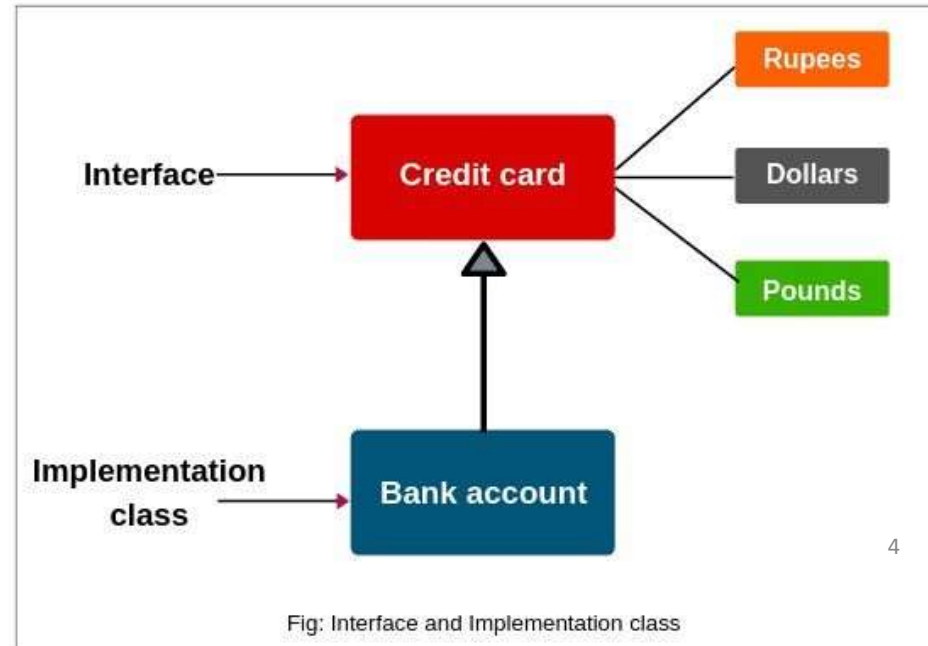 Rupees
Interface
Credit card
Dollars
Pounds
Implementation
class
Bank account
4
Fig: Interface and Implementation class